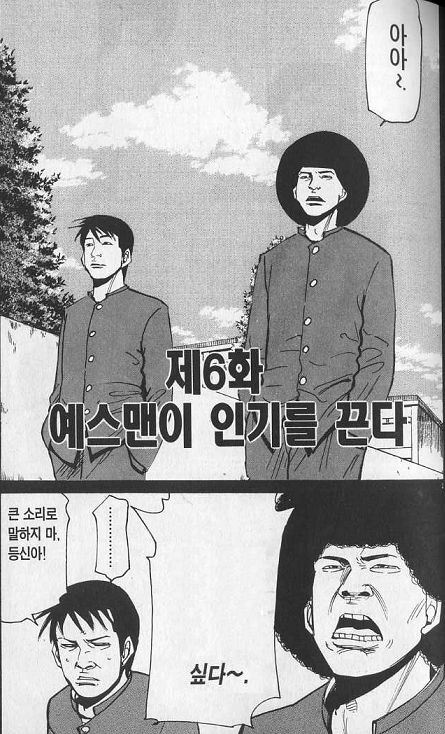 아아~.
제6화
예스맨이 인기를 끈다
싶다~.
…………
큰 소리로
말하지 마,
등신아!